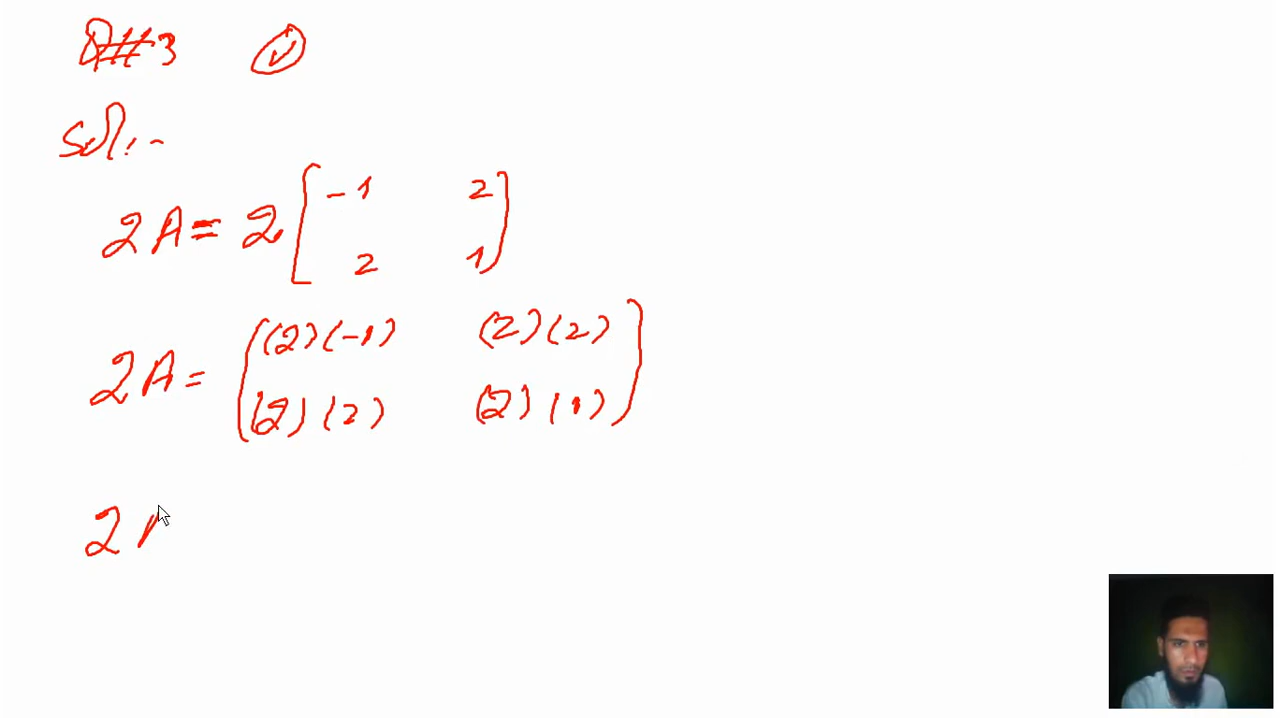 Q#3 ✓
Sol:-
2A = 2 [ -1 2
2 1 ]
2A = [ (2)(-1) (2)(2)
(2)(2) (2)(1) ]
2